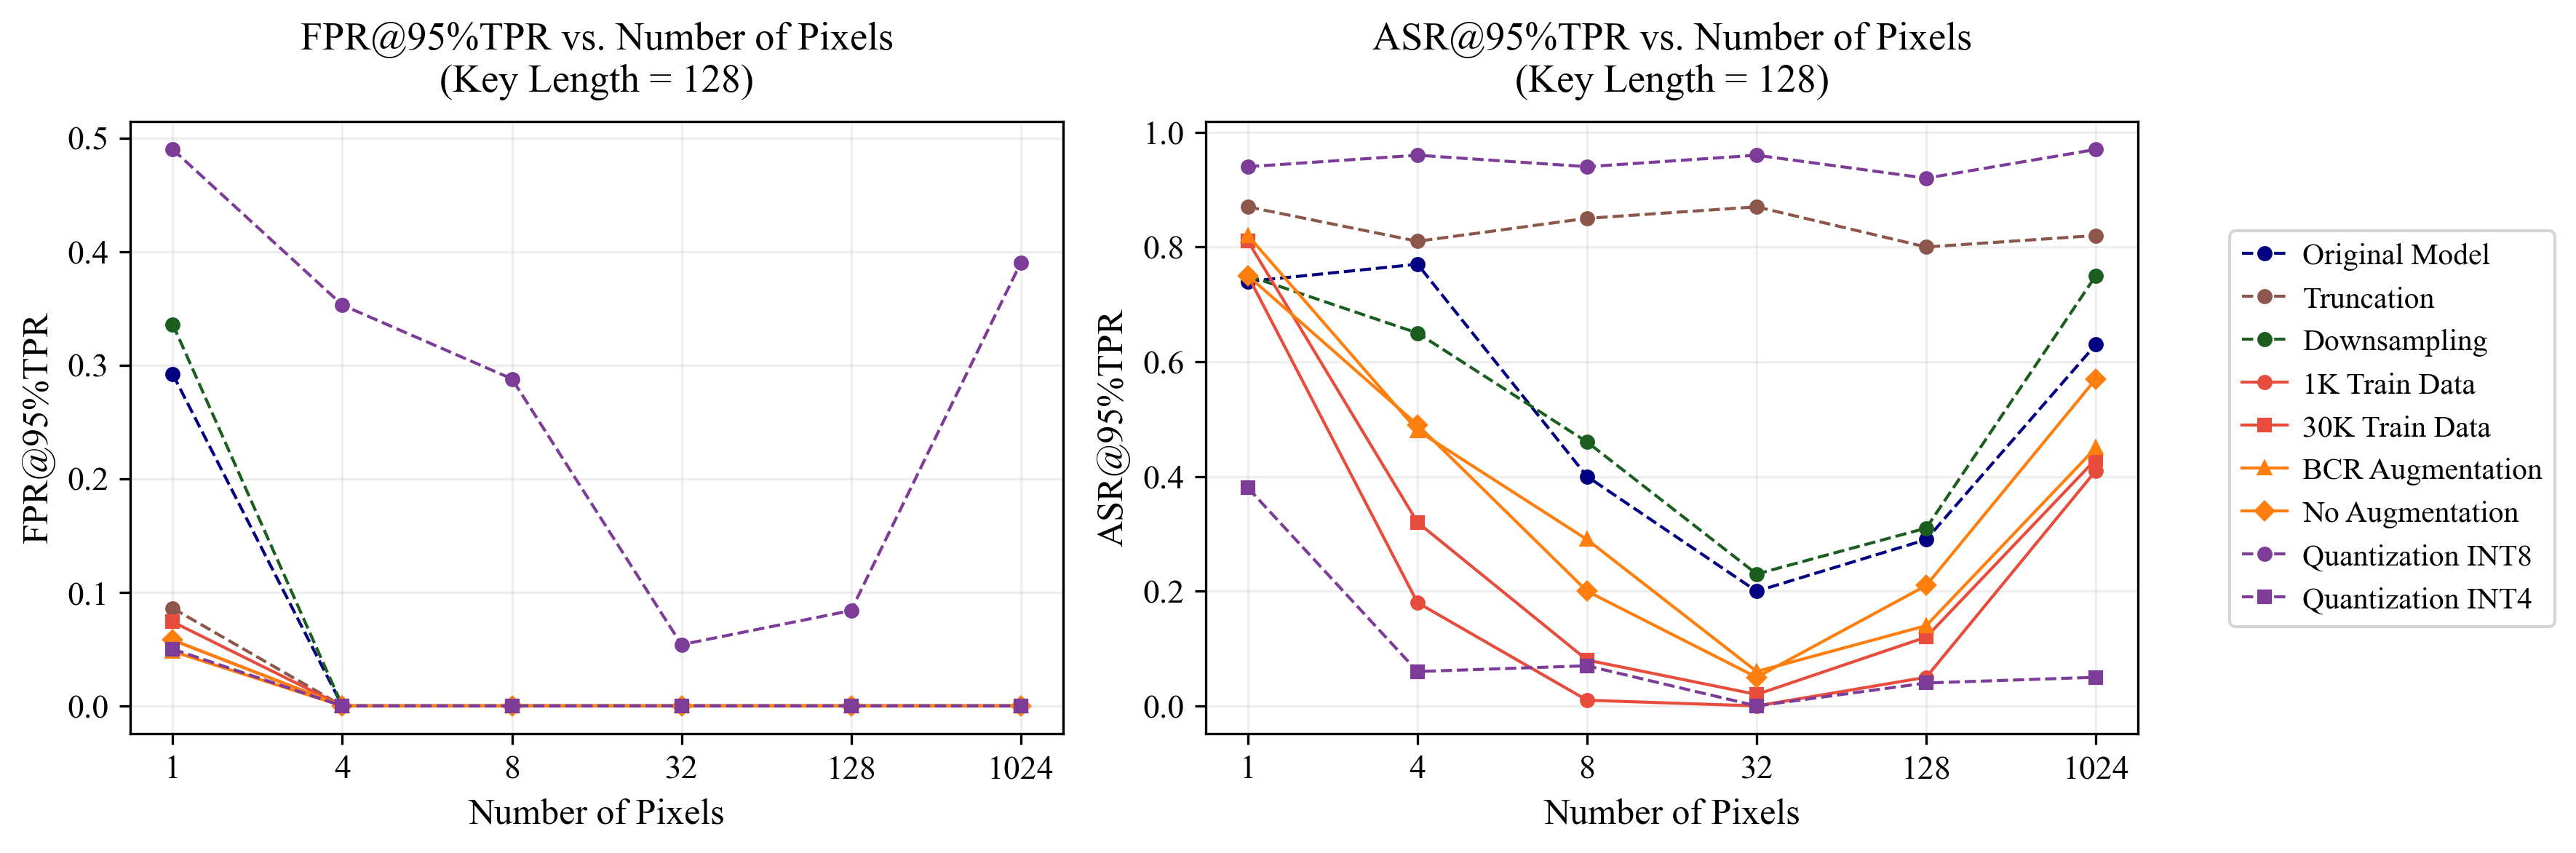 FPR@95%TPR vs. Number of Pixels
(Key Length = 128)
FPR@95%TPR
0.5
0.4
0.3
0.2
0.1
0.0
1 4 8 32 128 1024
Number of Pixels
ASR@95%TPR vs. Number of Pixels
(Key Length = 128)
ASR@95%TPR
1.0
0.8
0.6
0.4
0.2
0.0
1 4 8 32 128 1024
Number of Pixels
Original Model
Truncation
Downsampling
1K Train Data
30K Train Data
BCR Augmentation
No Augmentation
Quantization INT8
Quantization INT4